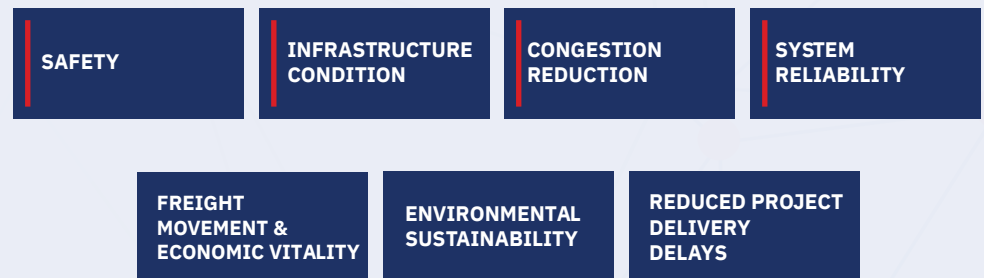 SAFETY
INFRASTRUCTURE
CONDITION
CONGESTION
REDUCTION
SYSTEM
RELIABILITY
FREIGHT
MOVEMENT &
ECONOMIC VITALITY
ENVIRONMENTAL
SUSTAINABILITY
REDUCED PROJECT
DELIVERY
DELAYS